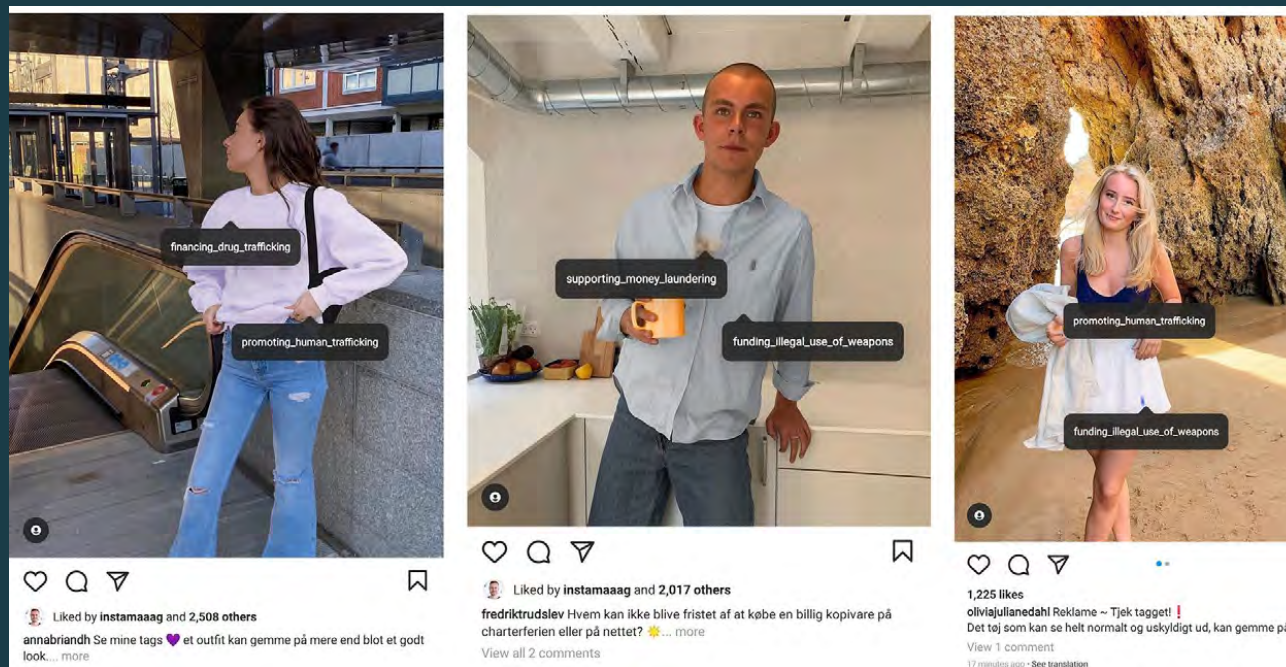 financing_drug_trafficking
promoting_human_trafficking
Liked by instamaaag and 2,508 others
annabriandh Se mine tags 💜 et outfit kan gemme på mere end blot et godt
look.... more
supporting_money_laundering
funding_illegal_use_of_weapons
Liked by instamaaag and 2,017 others
fredriktrudslev Hvem kan ikke blive fristet af at købe en billig kopivare på
charterferien eller på nettet? ☀️... more
View all 2 comments
promoting_human_trafficking
funding_illegal_use_of_weapons
1,225 likes
oliviajulianedahl Reklame ~ Tjek tagget! ❗
Det tøj som kan se helt normalt og uskyldigt ud, kan gemme på
View 1 comment
17 minutes ago • See translation